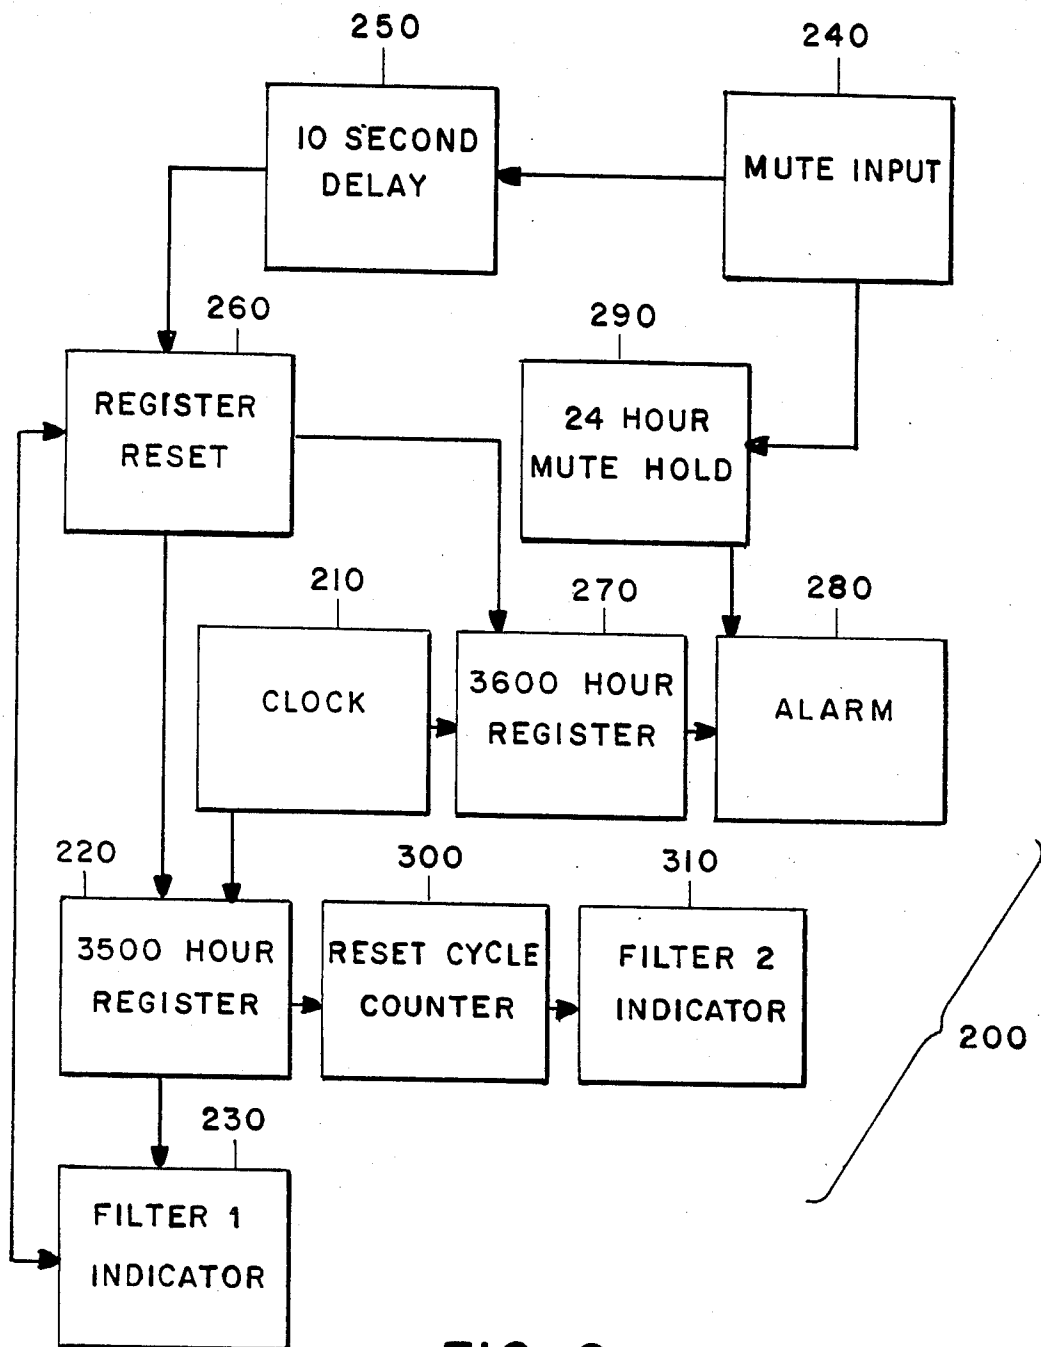 250
240
10 SECOND
DELAY
MUTE INPUT
260
290
REGISTER
RESET
24 HOUR
MUTE HOLD
210
270
280
CLOCK
3600 HOUR
REGISTER
ALARM
220
300
310
3500 HOUR
REGISTER
RESET CYCLE
COUNTER
FILTER 2
INDICATOR
200
230
FILTER 1
INDICATOR